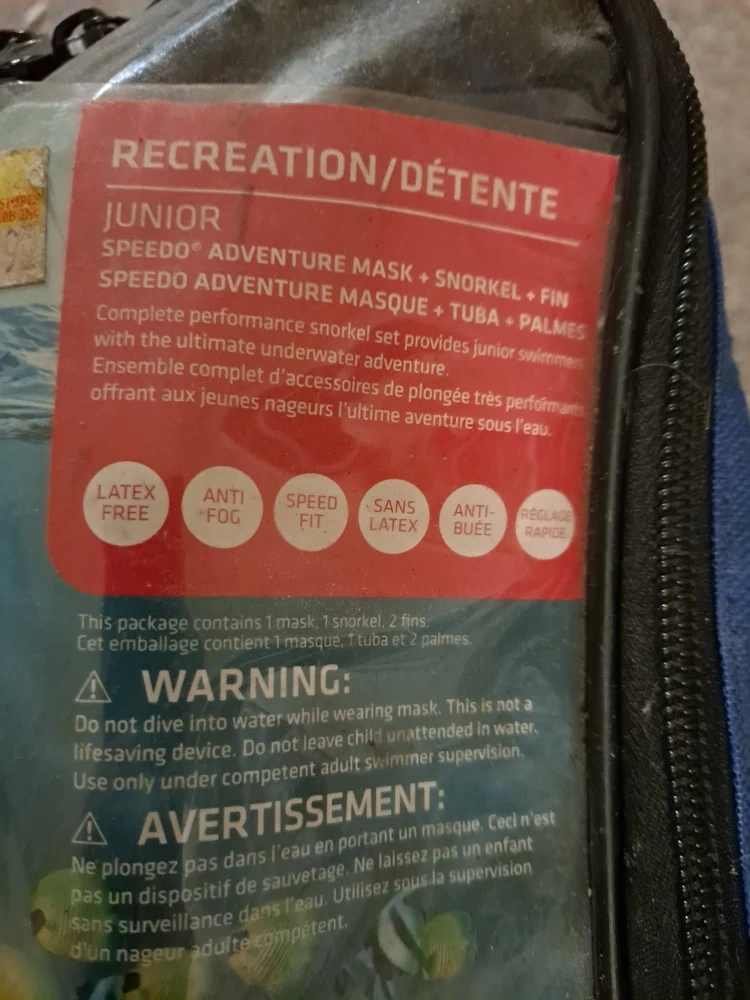 RECREATION/DÉTENTE
JUNIOR
SPEEDO® ADVENTURE MASK + SNORKEL + FIN
SPEEDO ADVENTURE MASQUE + TUBA + PALMES
Complete performance snorkel set provides junior swimmers
with the ultimate underwater adventure.
Ensemble complet d'accessoires de plongée très performants
offrant aux jeunes nageurs l'ultime aventure sous l'eau.
LATEX
FREE
ANTI
FOG
SPEED
FIT
SANS
LATEX
ANTI-
BUÉE
RÉGLAGE
RAPIDE
This package contains 1 mask, 1 snorkel, 2 fins.
Cet emballage contient 1 masque, 1 tuba et 2 palmes.
WARNING:
Do not dive into water while wearing mask. This is not a
lifesaving device. Do not leave child unattended in water.
Use only under competent adult swimmer supervision.
AVERTISSEMENT:
Ne plongez pas dans l'eau en portant un masque. Ceci n'est
pas un dispositif de sauvetage. Ne laissez pas un enfant
sans surveillance dans l'eau. Utilisez sous la supervision
d'un nageur adulte compétent.